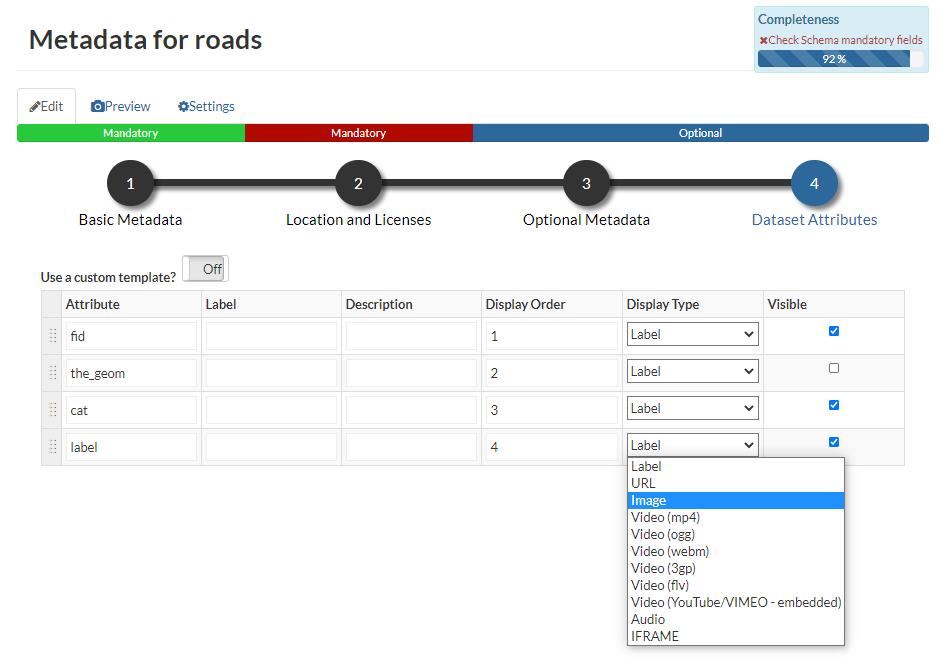 Completeness
✖Check Schema mandatory fields
92%
Metadata for roads
Edit Preview Settings
Mandatory Mandatory Optional
1 2 3 4
Basic Metadata Location and Licenses Optional Metadata Dataset Attributes
Use a custom template? Off
Attribute Label Description Display Order Display Type Visible
fid 1 Label
the_geom 2 Label
cat 3 Label
label 4 Label
Label
URL
Image
Video (mp4)
Video (ogg)
Video (webm)
Video (3gp)
Video (flv)
Video (YouTube/VIMEO - embedded)
Audio
IFRAME